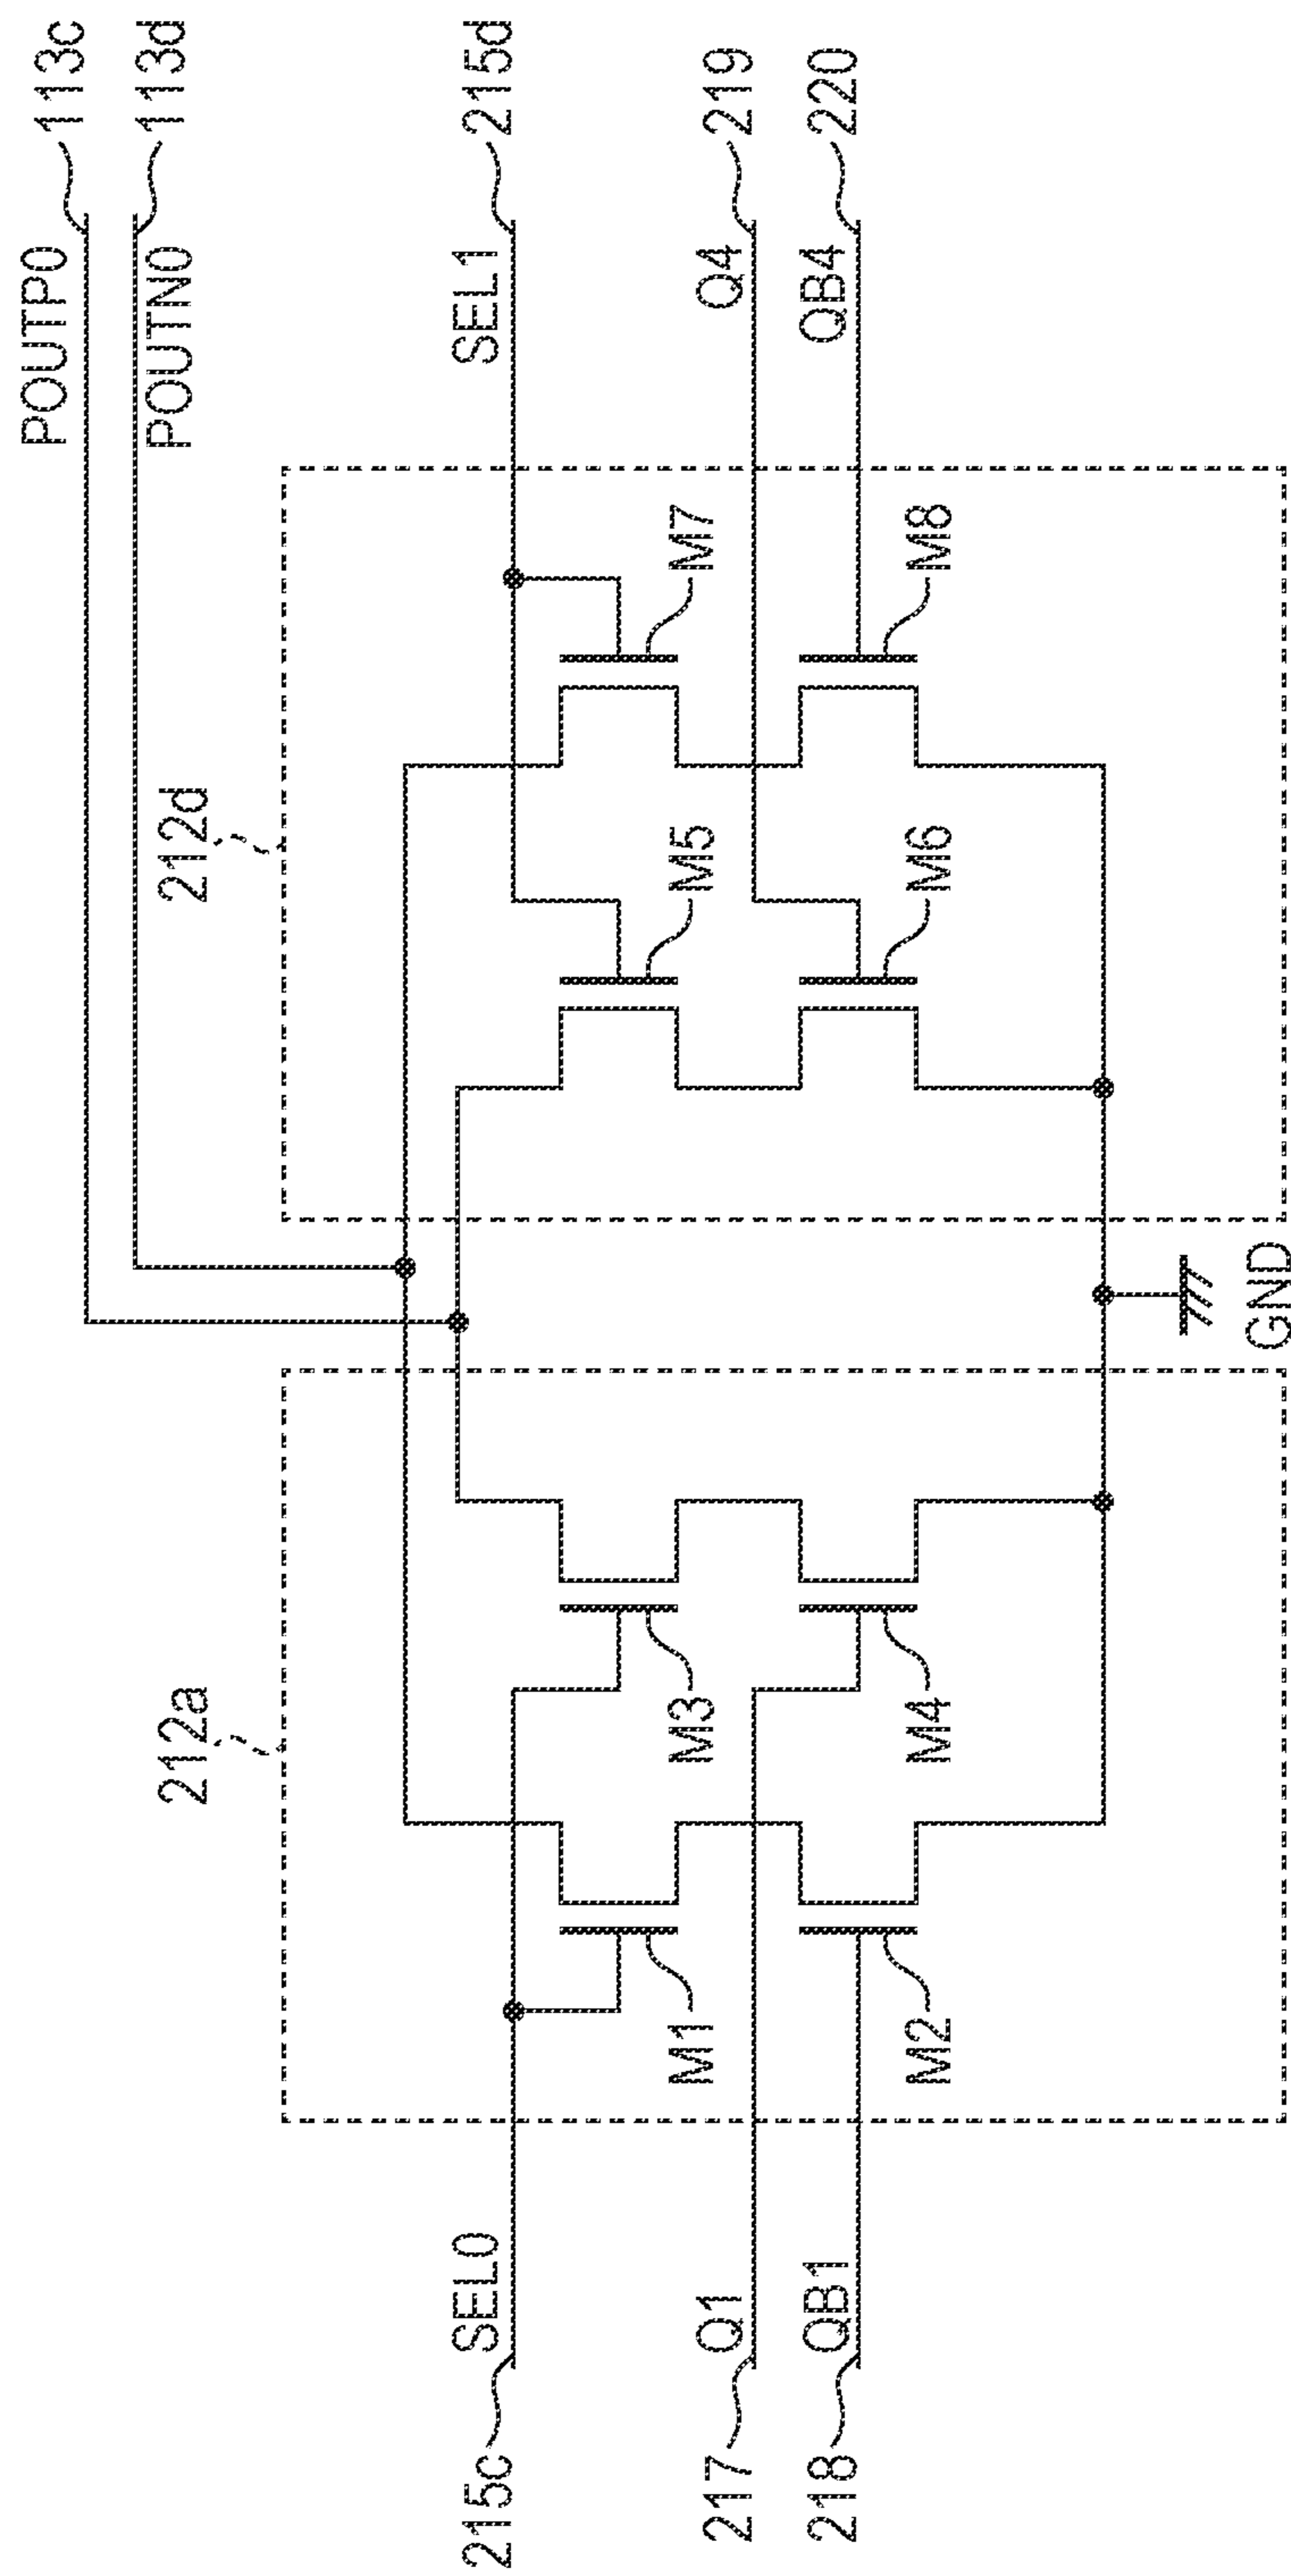 POUTP0
113c
POUTN0
113d
212a
212d
215c
SEL0
SEL1
215d
M1
M3
M5
M7
217
Q1
Q4
219
218
QB1
QB4
220
M2
M4
M6
M8
GND